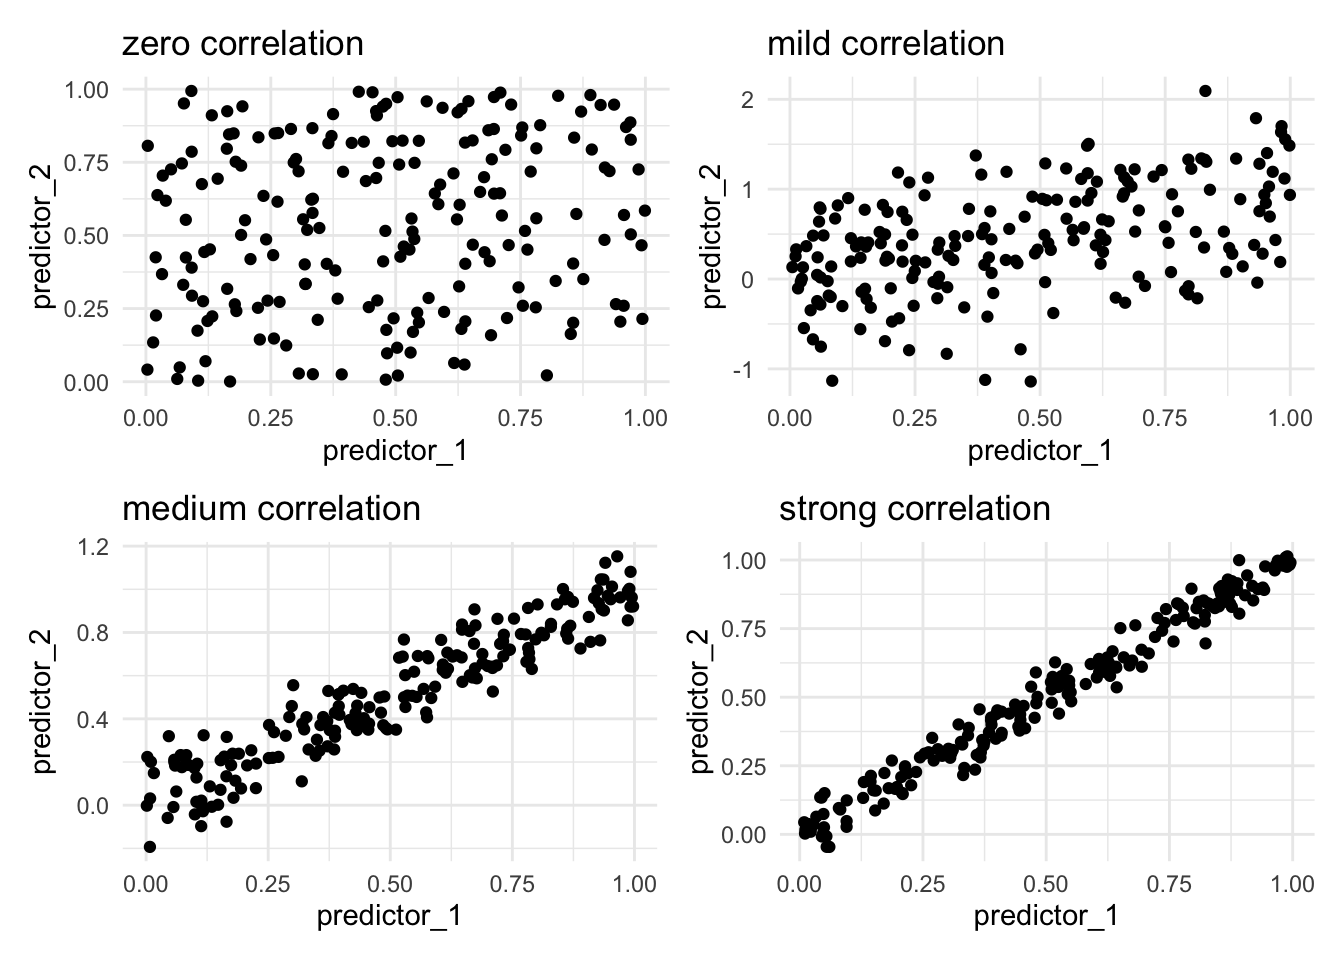 zero correlation
1.00
0.75
0.50
0.25
0.00
predictor_2
0.00 0.25 0.50 0.75 1.00
predictor_1
mild correlation
2
1
0
-1
predictor_2
0.00 0.25 0.50 0.75 1.00
predictor_1
medium correlation
1.2
0.8
0.4
0.0
predictor_2
0.00 0.25 0.50 0.75 1.00
predictor_1
strong correlation
1.00
0.75
0.50
0.25
0.00
predictor_2
0.00 0.25 0.50 0.75 1.00
predictor_1